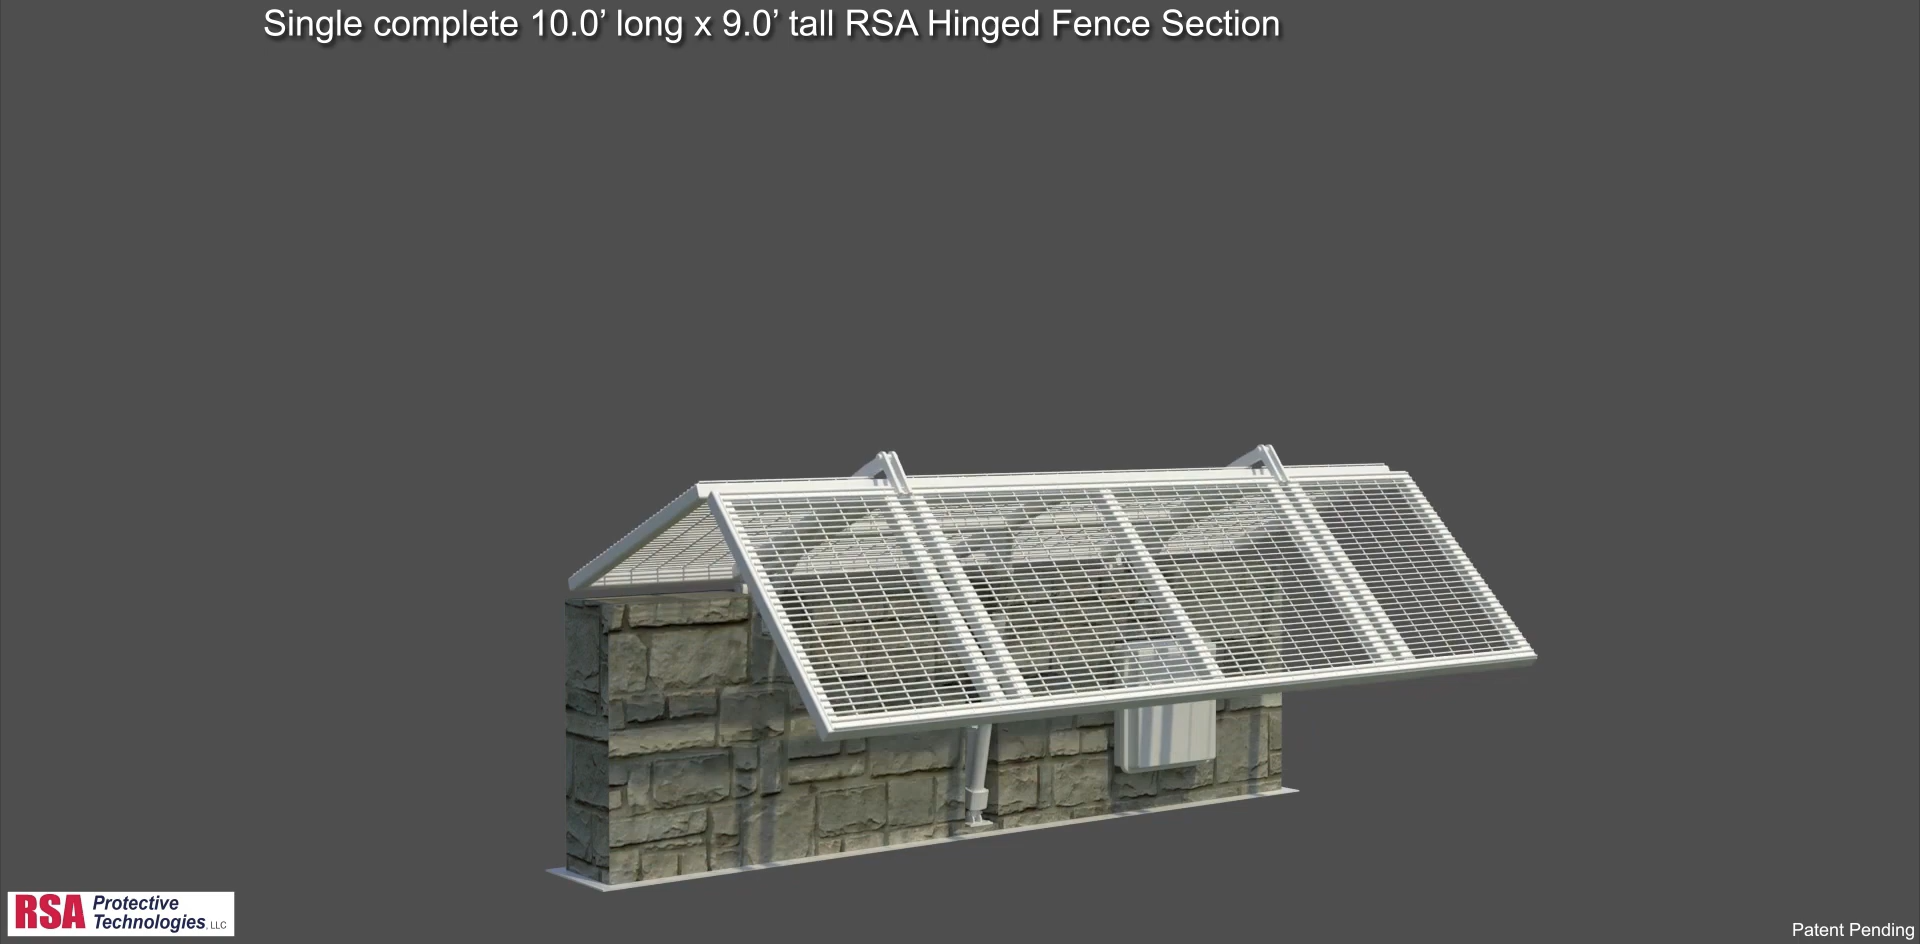 Single complete 10.0’ long x 9.0’ tall RSA Hinged Fence Section
RSA Protective
Technologies, LLC
Patent Pending